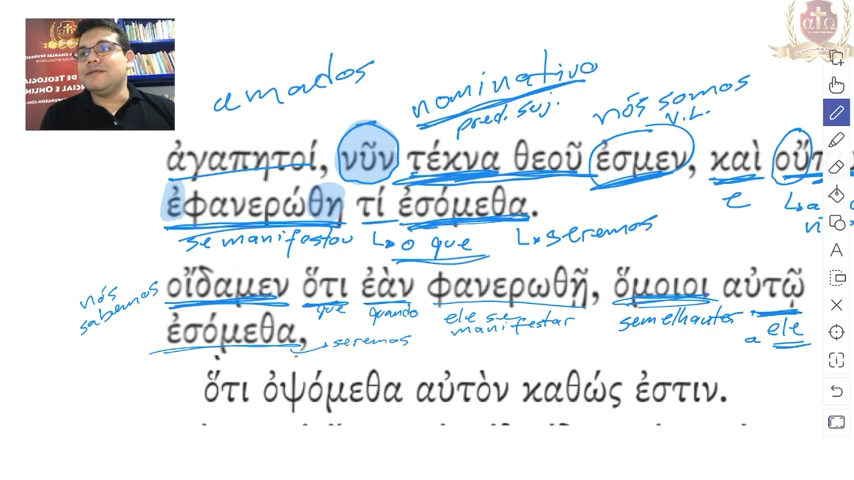 DE TEOLOGIA
amados
nominativo
pred. suj.
nós somos
v.L.
ἀγαπητοί, νῦν τέκνα θεοῦ ἐσμεν, καὶ οὔπ
e
ἐφανερώθη τί ἐσόμεθα.
se manifestou
o que
seremos
οἴδαμεν ὅτι ἐὰν φανερωθῇ, ὅμοιοι αὐτῷ
nós sabemos
que
quando
ele se manifestar
semelhantes
a ele
ἐσόμεθα,
seremos
ὅτι ὀψόμεθα αὐτὸν καθώς ἐστιν.